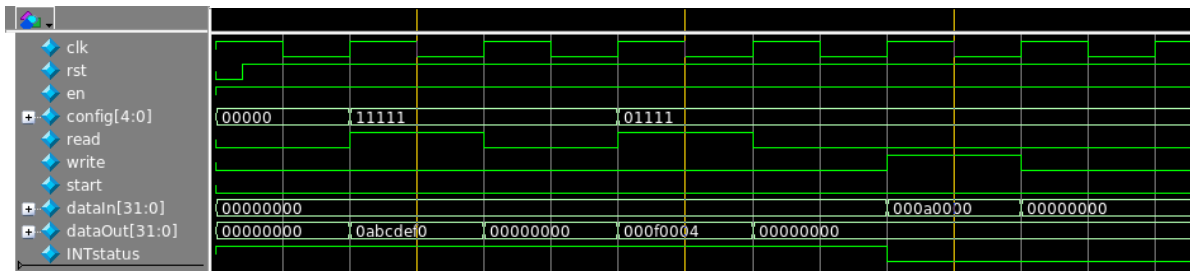 clk
rst
en
config[4:0] 00000 11111 01111
read
write
start
dataIn[31:0] 00000000 000a0000 00000000
dataOut[31:0] 00000000 0abcdef0 00000000 000f0004 00000000
INTstatus